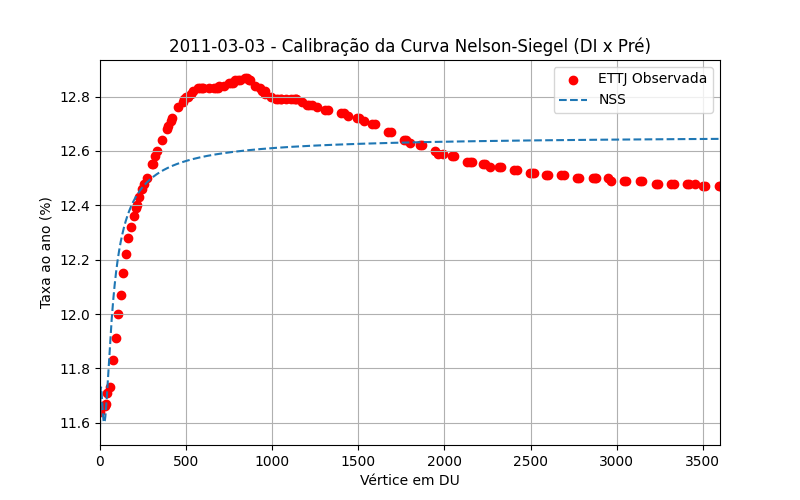 2011-03-03 - Calibração da Curva Nelson-Siegel (DI x Pré)
ETTJ Observada
NSS
Taxa ao ano (%)
12.8
12.6
12.4
12.2
12.0
11.8
11.6
0 500 1000 1500 2000 2500 3000 3500
Vértice em DU